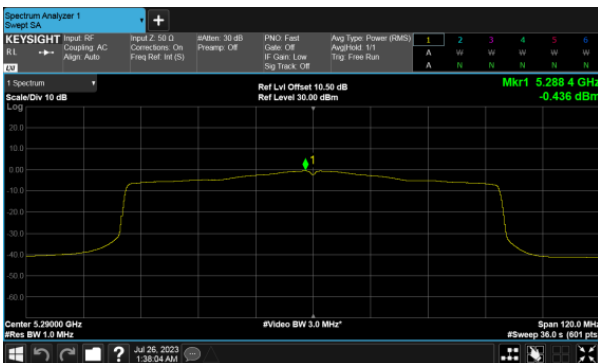 Spectrum Analyzer 1
Swept SA
KEYSIGHT Input: RF Input Z: 50 Ω #Atten: 30 dB PNO: Fast Avg Type: Power (RMS) 1 2 3 4 5 6
RL Coupling: AC Corrections: On Preamp: Off Gate: Off Avg|Hold: 1/1 A W W W W W
Align: Auto Freq Ref: Int (S) IF Gain: Low Trig: Free Run
LXI Sig Track: Off A N N N N N
1 Spectrum Ref Lvl Offset 10.50 dB Mkr1 5.288 4 GHz
Scale/Div 10 dB Ref Level 30.00 dBm -0.436 dBm
Log
20.0
10.0
0.00
-10.0
-20.0
-30.0
-40.0
-50.0
-60.0
1
Center 5.29000 GHz #Video BW 3.0 MHz* Span 120.0 MHz
#Res BW 1.0 MHz #Sweep 36.0 s (601 pts)
? Jul 26, 2023
1:38:04 AM